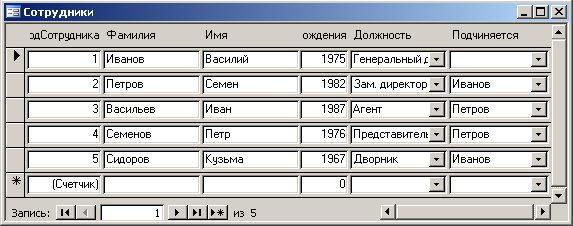 Сотрудники
одСотрудника Фамилия Имя ождения Должность Подчиняется
1 Иванов Василий 1975 Генеральный д
2 Петров Семен 1982 Зам. директор Иванов
3 Васильев Иван 1987 Агент Петров
4 Семенов Петр 1976 Представитель Петров
5 Сидоров Кузьма 1967 Дворник Иванов
(Счетчик) 0
Запись: 1 из 5